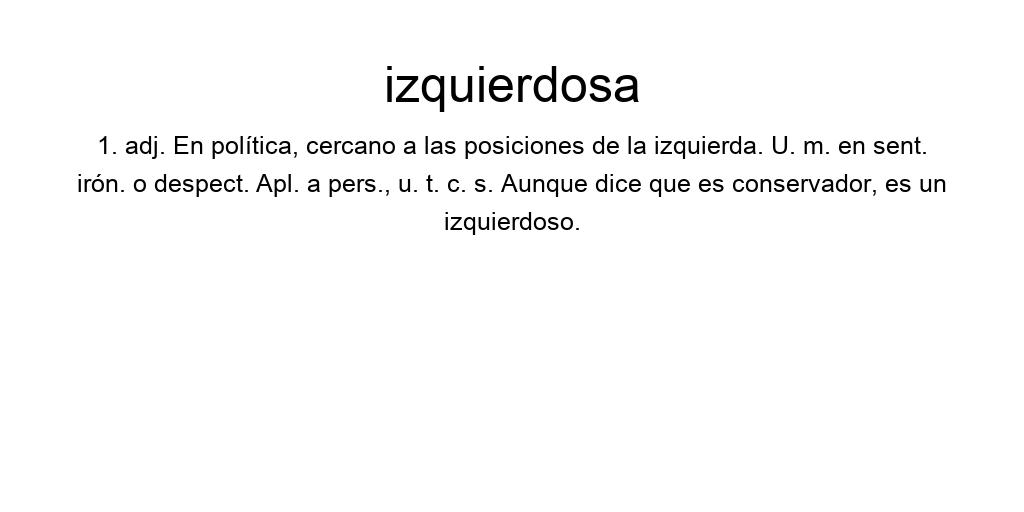 izquierdosa
1. adj. En política, cercano a las posiciones de la izquierda. U. m. en sent.
irón. o despect. Apl. a pers., u. t. c. s. Aunque dice que es conservador, es un
izquierdoso.